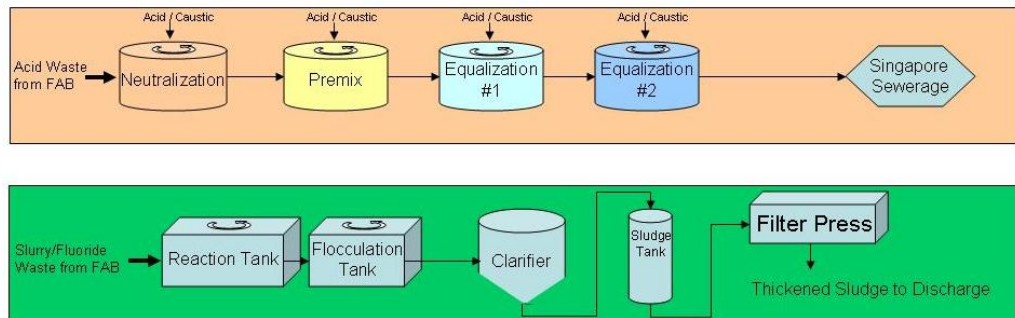 Acid / Caustic
Acid / Caustic
Acid / Caustic
Acid / Caustic
Acid Waste
from FAB
Neutralization
Premix
Equalization
#1
Equalization
#2
Singapore
Sewerage
Slurry/Fluoride
Waste from FAB
Reaction Tank
Flocculation
Tank
Clarifier
Sludge
Tank
Filter Press
Thickened Sludge to Discharge